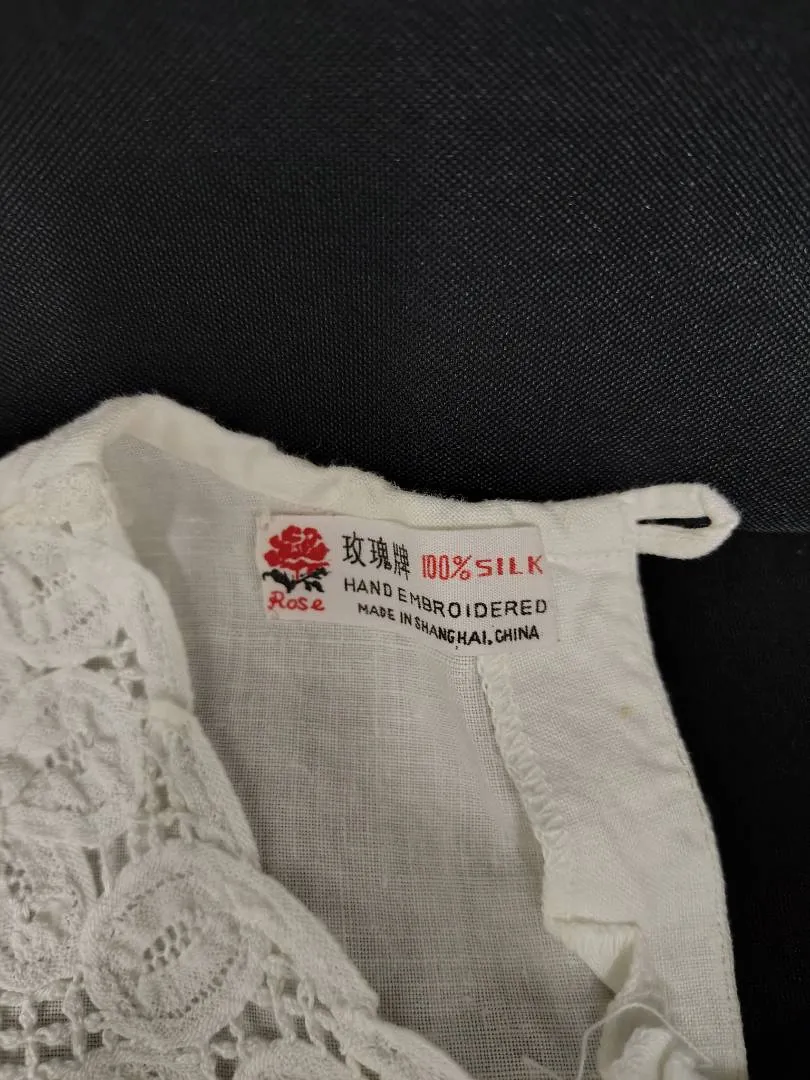 玫瑰牌 100% SILK
HAND EMBROIDERED
MADE IN SHANGHAI, CHINA
Rose